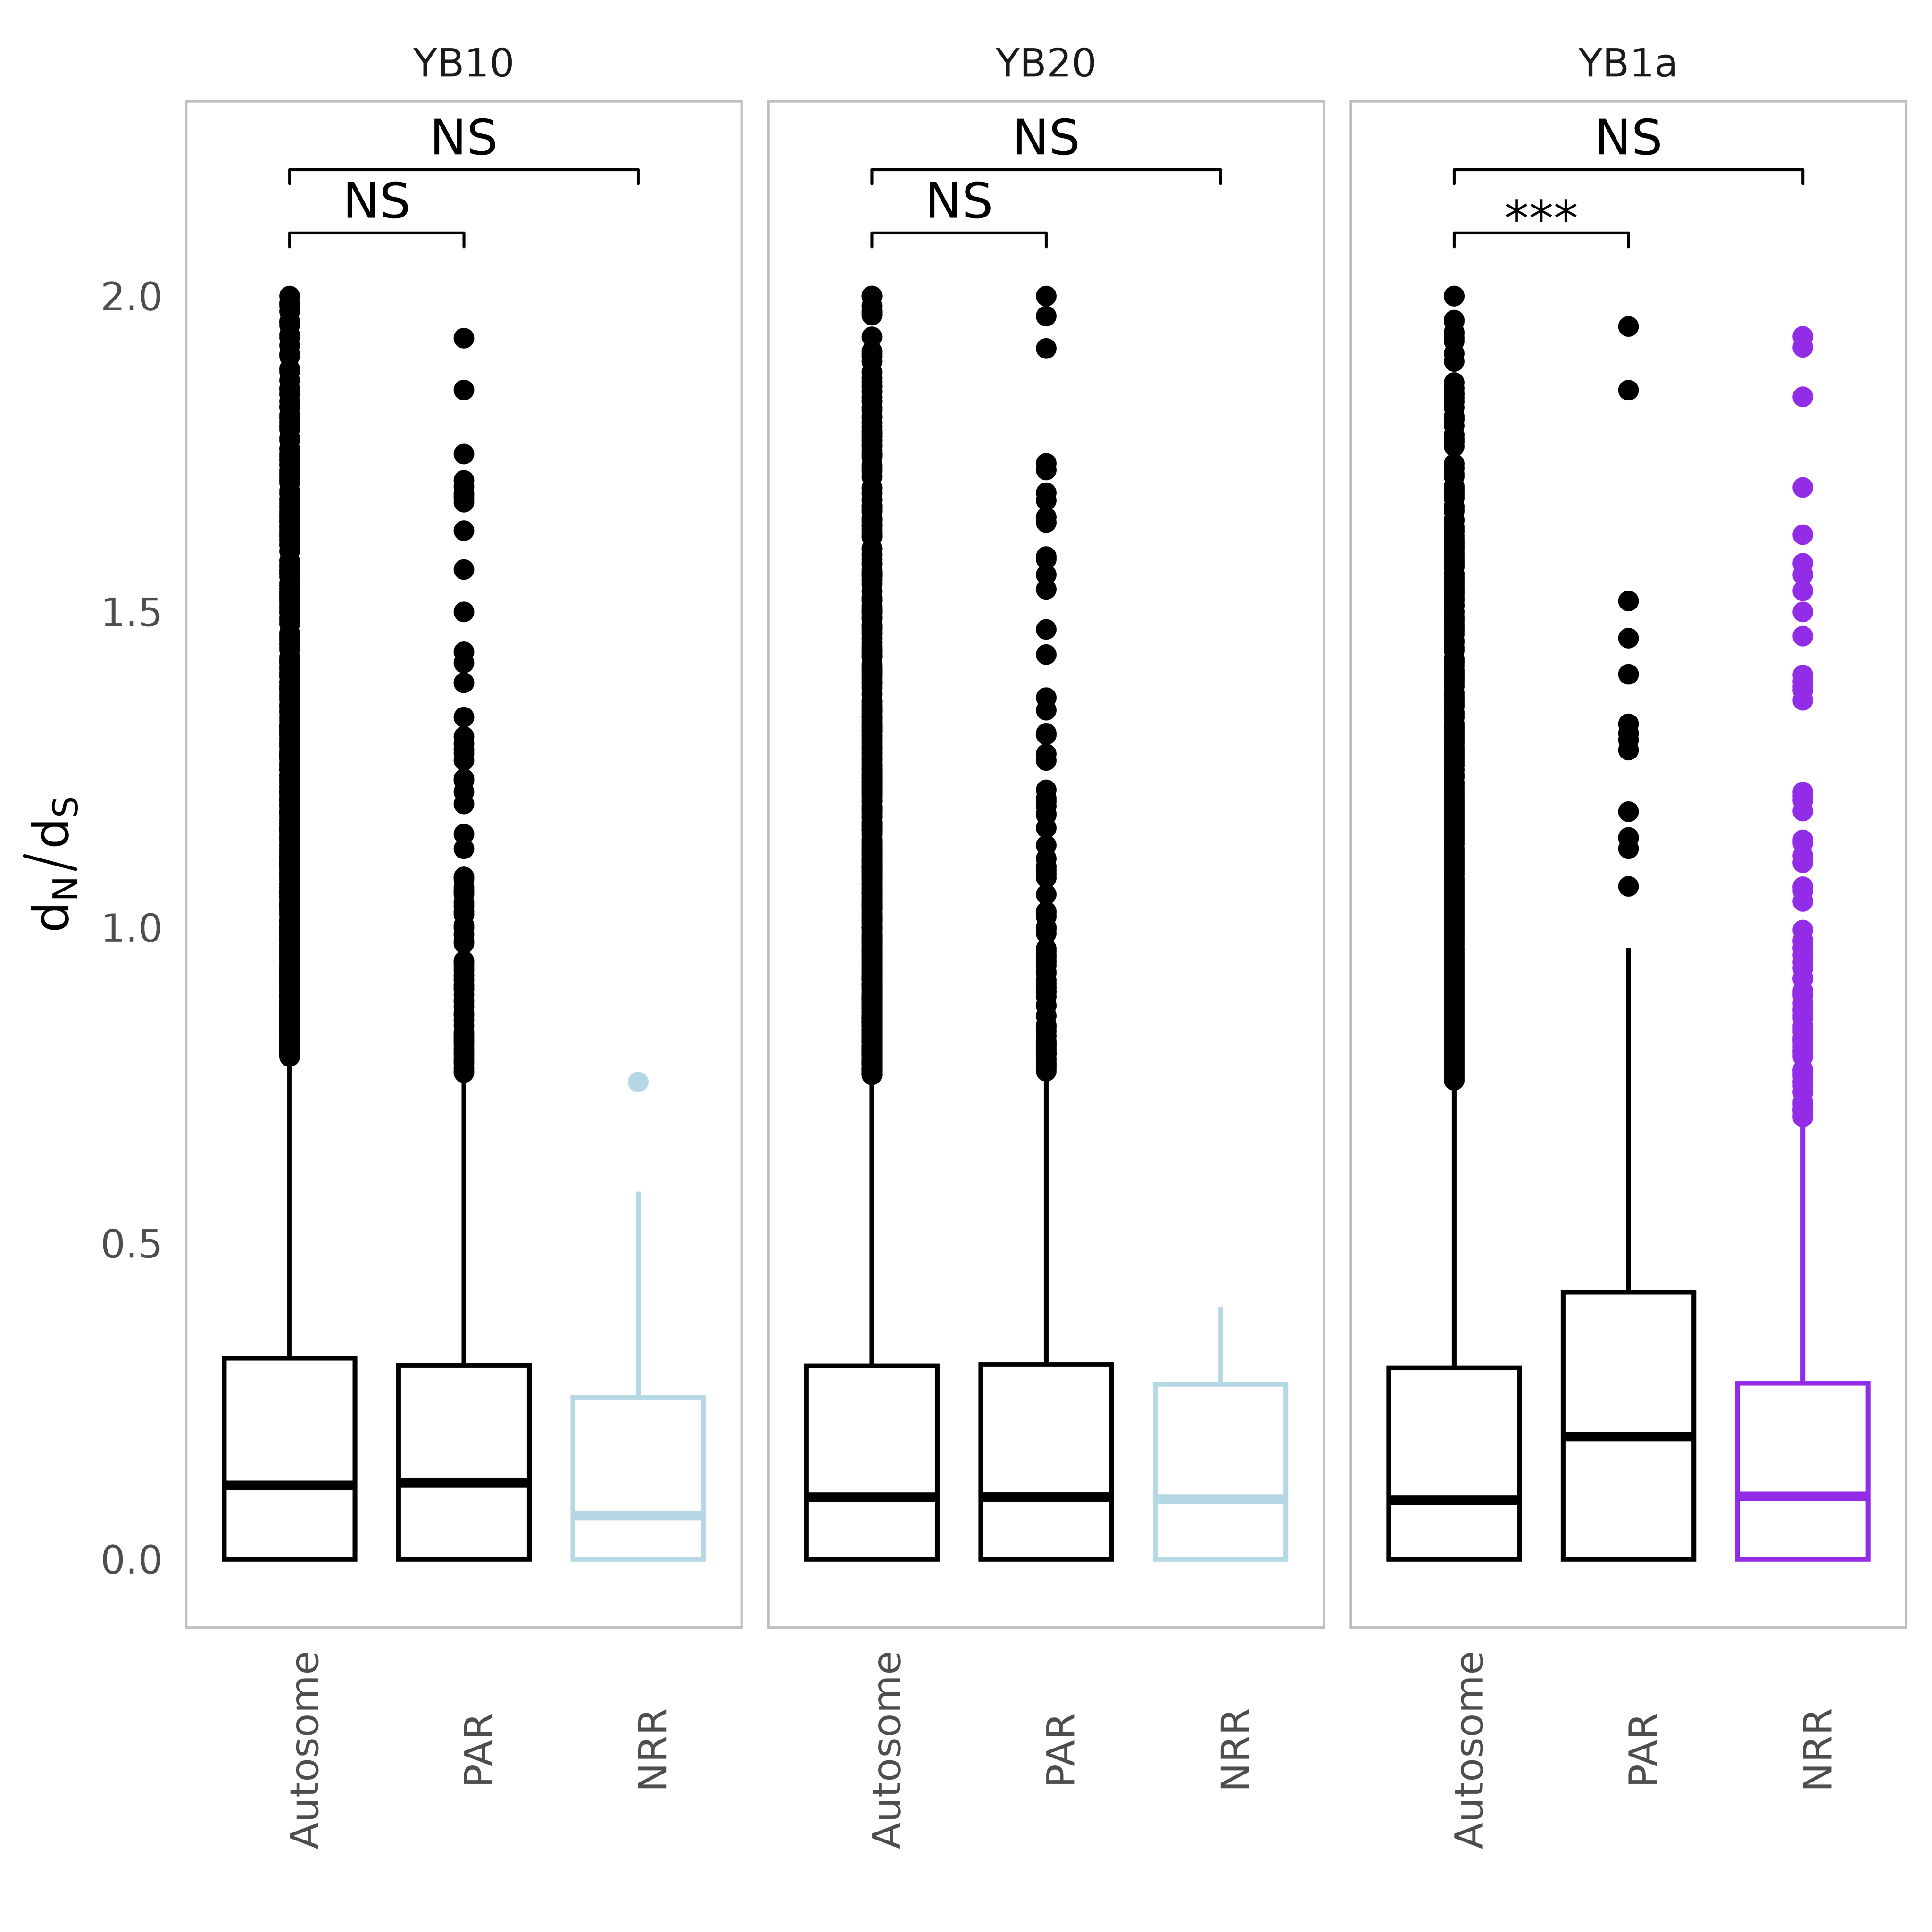 YB10 YB20 YB1a
NS NS NS
NS NS ***
2.0
1.5
1.0
0.5
0.0
dN/dS
Autosome PAR NRR Autosome PAR NRR Autosome PAR NRR